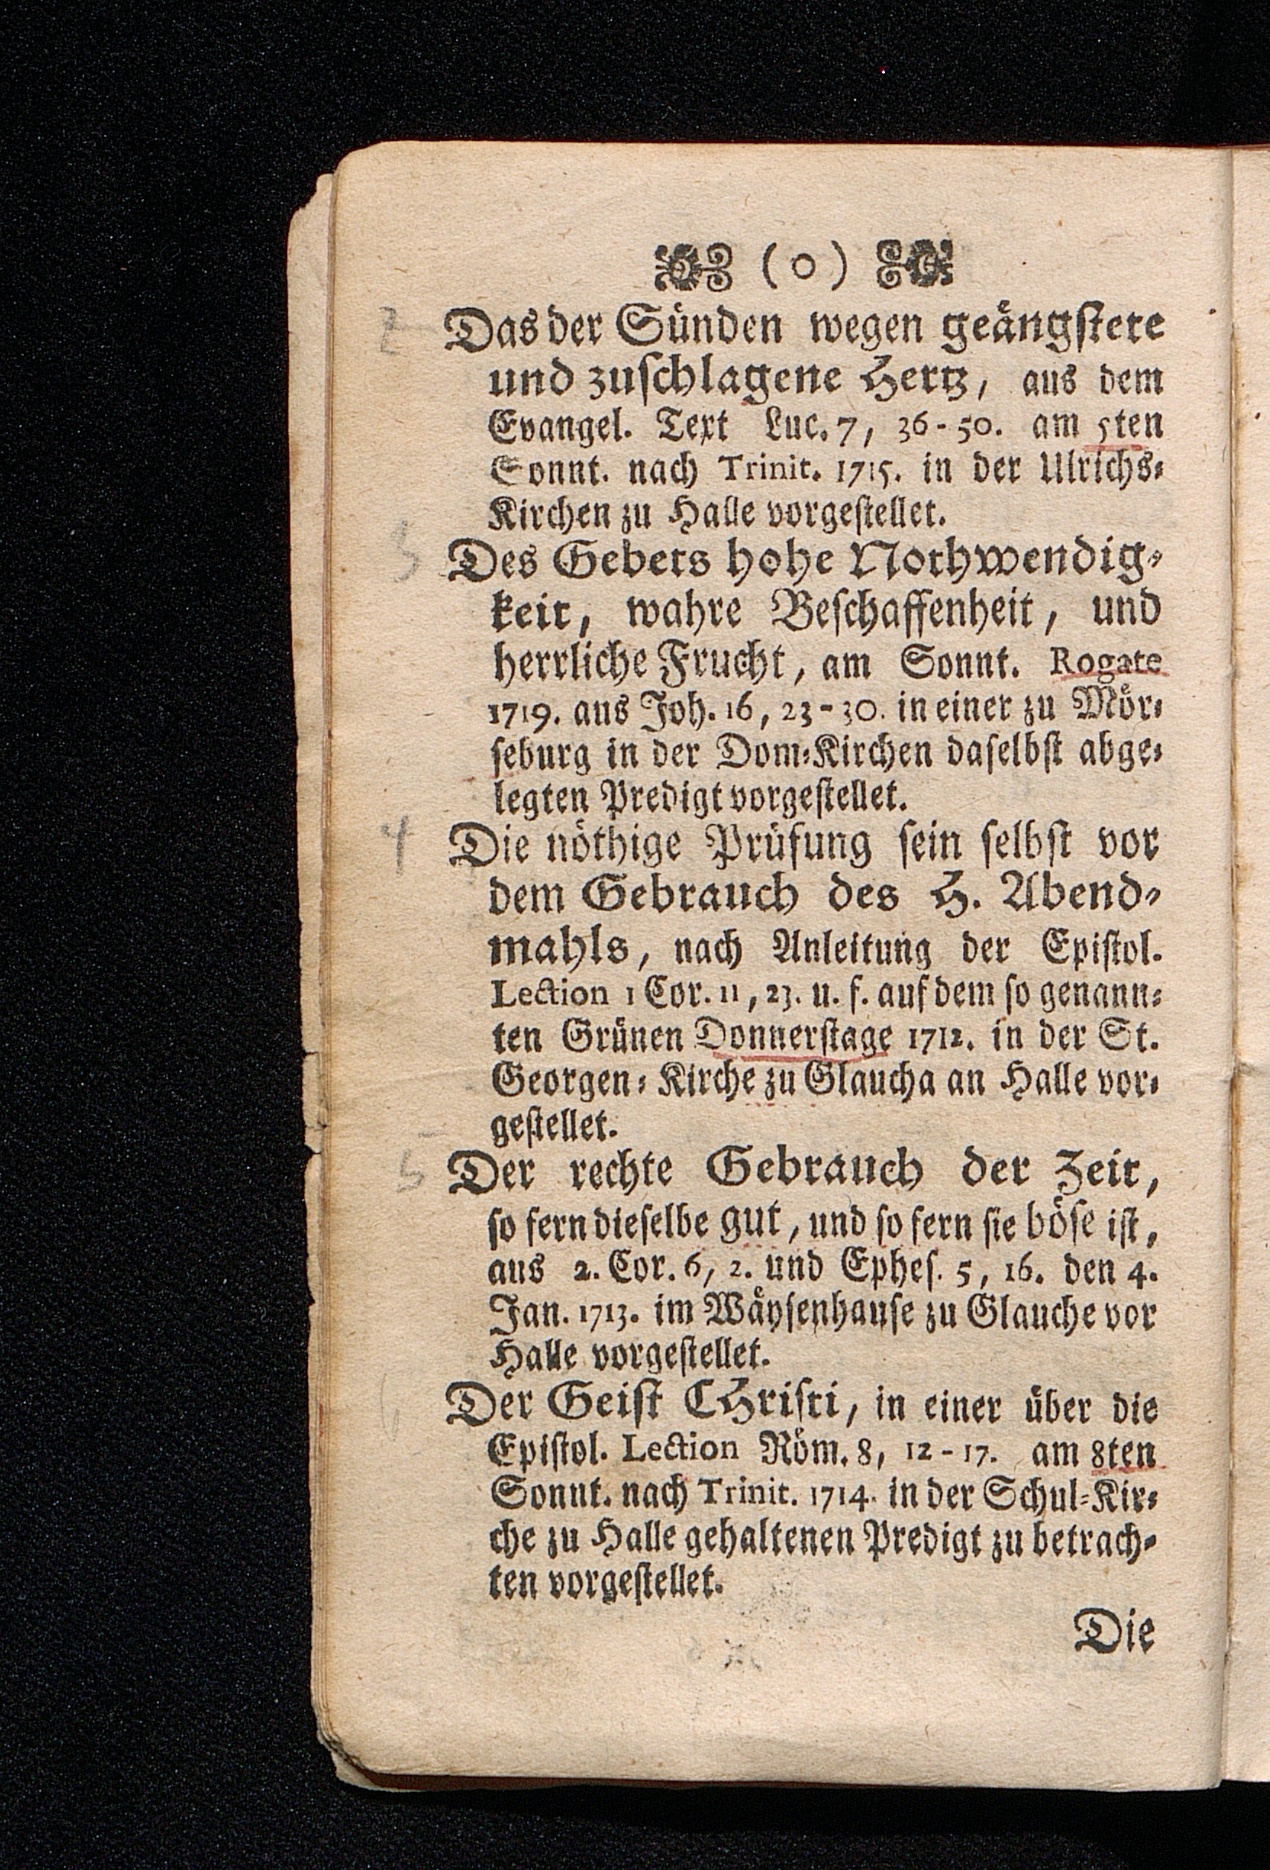 (o)
2 Das der Sünden wegen geängſtete
und zuſchlagene Hertz, aus dem
Evangel. Text Luc. 7, 36-50. am 5ten
Sonnt. nach Trinit. 1715. in der Ulrichs⸗
Kirchen zu Halle vorgeſtellet.
3 Des Gebets hohe Nothwendig⸗
keit, wahre Beſchaffenheit, und
herrliche Frucht, am Sonnt. Rogate
1719. aus Joh. 16, 23-30. in einer zu Mör⸗
ſeburg in der Dom⸗Kirchen daſelbſt abge⸗
legten Predigt vorgeſtellet.
4 Die nöthige Prüfung ſein ſelbſt vor
dem Gebrauch des H. Abend⸗
mahls, nach Anleitung der Epiſtol.
Lection 1 Cor. 11, 23. u. f. auf dem ſo genann⸗
ten Grünen Donnerſtage 1712. in der St.
Georgen⸗Kirche zu Glaucha an Halle vor⸗
geſtellet.
5 Der rechte Gebrauch der Zeit,
ſo fern dieſelbe gut, und ſo fern ſie böſe iſt,
aus 2. Cor. 6, 2. und Epheſ. 5, 16. den 4.
Jan. 1713. im Wäyſenhauſe zu Glauche vor
Halle vorgeſtellet.
Der Geiſt CHriſti, in einer über die
Epiſtol. Lection Röm. 8, 12-17. am 8ten
Sonnt. nach Trinit. 1714. in der Schul⸗Kir⸗
che zu Halle gehaltenen Predigt zu betrach⸗
ten vorgeſtellet.
Die